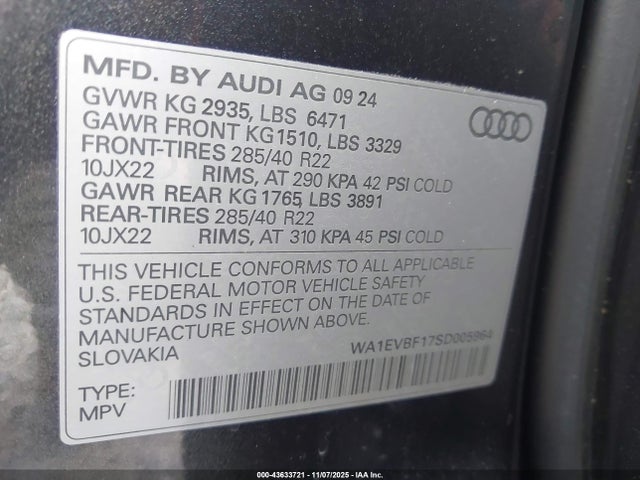 MFD. BY AUDI AG 09 24
GVWR KG 2935, LBS 6471
GAWR FRONT KG1510, LBS 3329
FRONT-TIRES 285/40 R22
10JX22 RIMS, AT 290 KPA 42 PSI COLD
GAWR REAR KG 1765, LBS 3891
REAR-TIRES 285/40 R22
10JX22 RIMS, AT 310 KPA 45 PSI COLD
THIS VEHICLE CONFORMS TO ALL APPLICABLE
U.S. FEDERAL MOTOR VEHICLE SAFETY
STANDARDS IN EFFECT ON THE DATE OF
MANUFACTURE SHOWN ABOVE.
SLOVAKIA WA1EVBF17SD005964
TYPE:
MPV
000-43633721 | 11/07/2025 | IAA Inc.